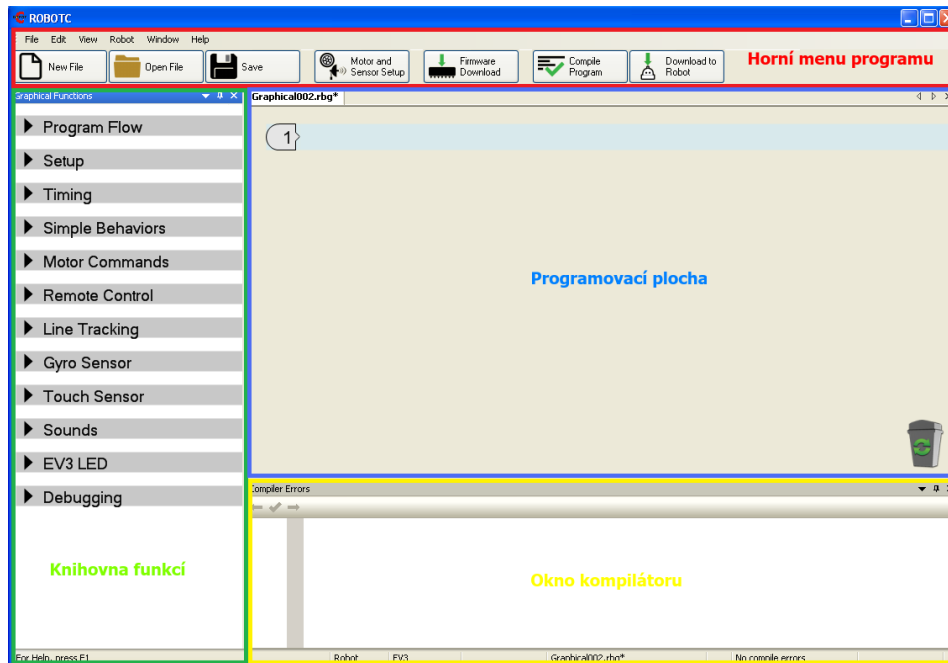 ROBOTC
File Edit View Robot Window Help
New File Open File Save Motor and Sensor Setup Firmware Download Compile Program Download to Robot
Horní menu programu
Graphical Functions
Graphical002.rbg*
Program Flow
1
Setup
Timing
Simple Behaviors
Motor Commands
Programovací plocha
Remote Control
Line Tracking
Gyro Sensor
Touch Sensor
Sounds
EV3 LED
Debugging
Compiler Errors
Knihovna funkcí
Okno kompilátoru
For Help, press F1
Robot EV3 Graphical002.rbg* No compile errors